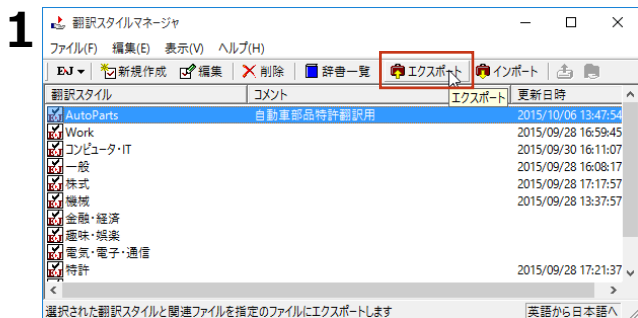 1
翻訳スタイルマネージャ
ファイル(F) 編集(E) 表示(V) ヘルプ(H)
EJ 新規作成 編集 削除 辞書一覧 エクスポート インポート
翻訳スタイル コメント エクスポート 更新日時
AutoParts 自動車部品特許翻訳用 2015/10/06 13:47:54
Work 2015/09/28 16:59:45
コンピュータ・IT 2015/09/30 16:11:07
一般 2015/09/28 16:08:17
株式 2015/09/28 17:17:57
機械 2015/09/28 13:37:57
金融・経済
趣味・娯楽
電気・電子・通信
特許 2015/09/28 17:21:37
選択された翻訳スタイルと関連ファイルを指定のファイルにエクスポートします 英語から日本語へ